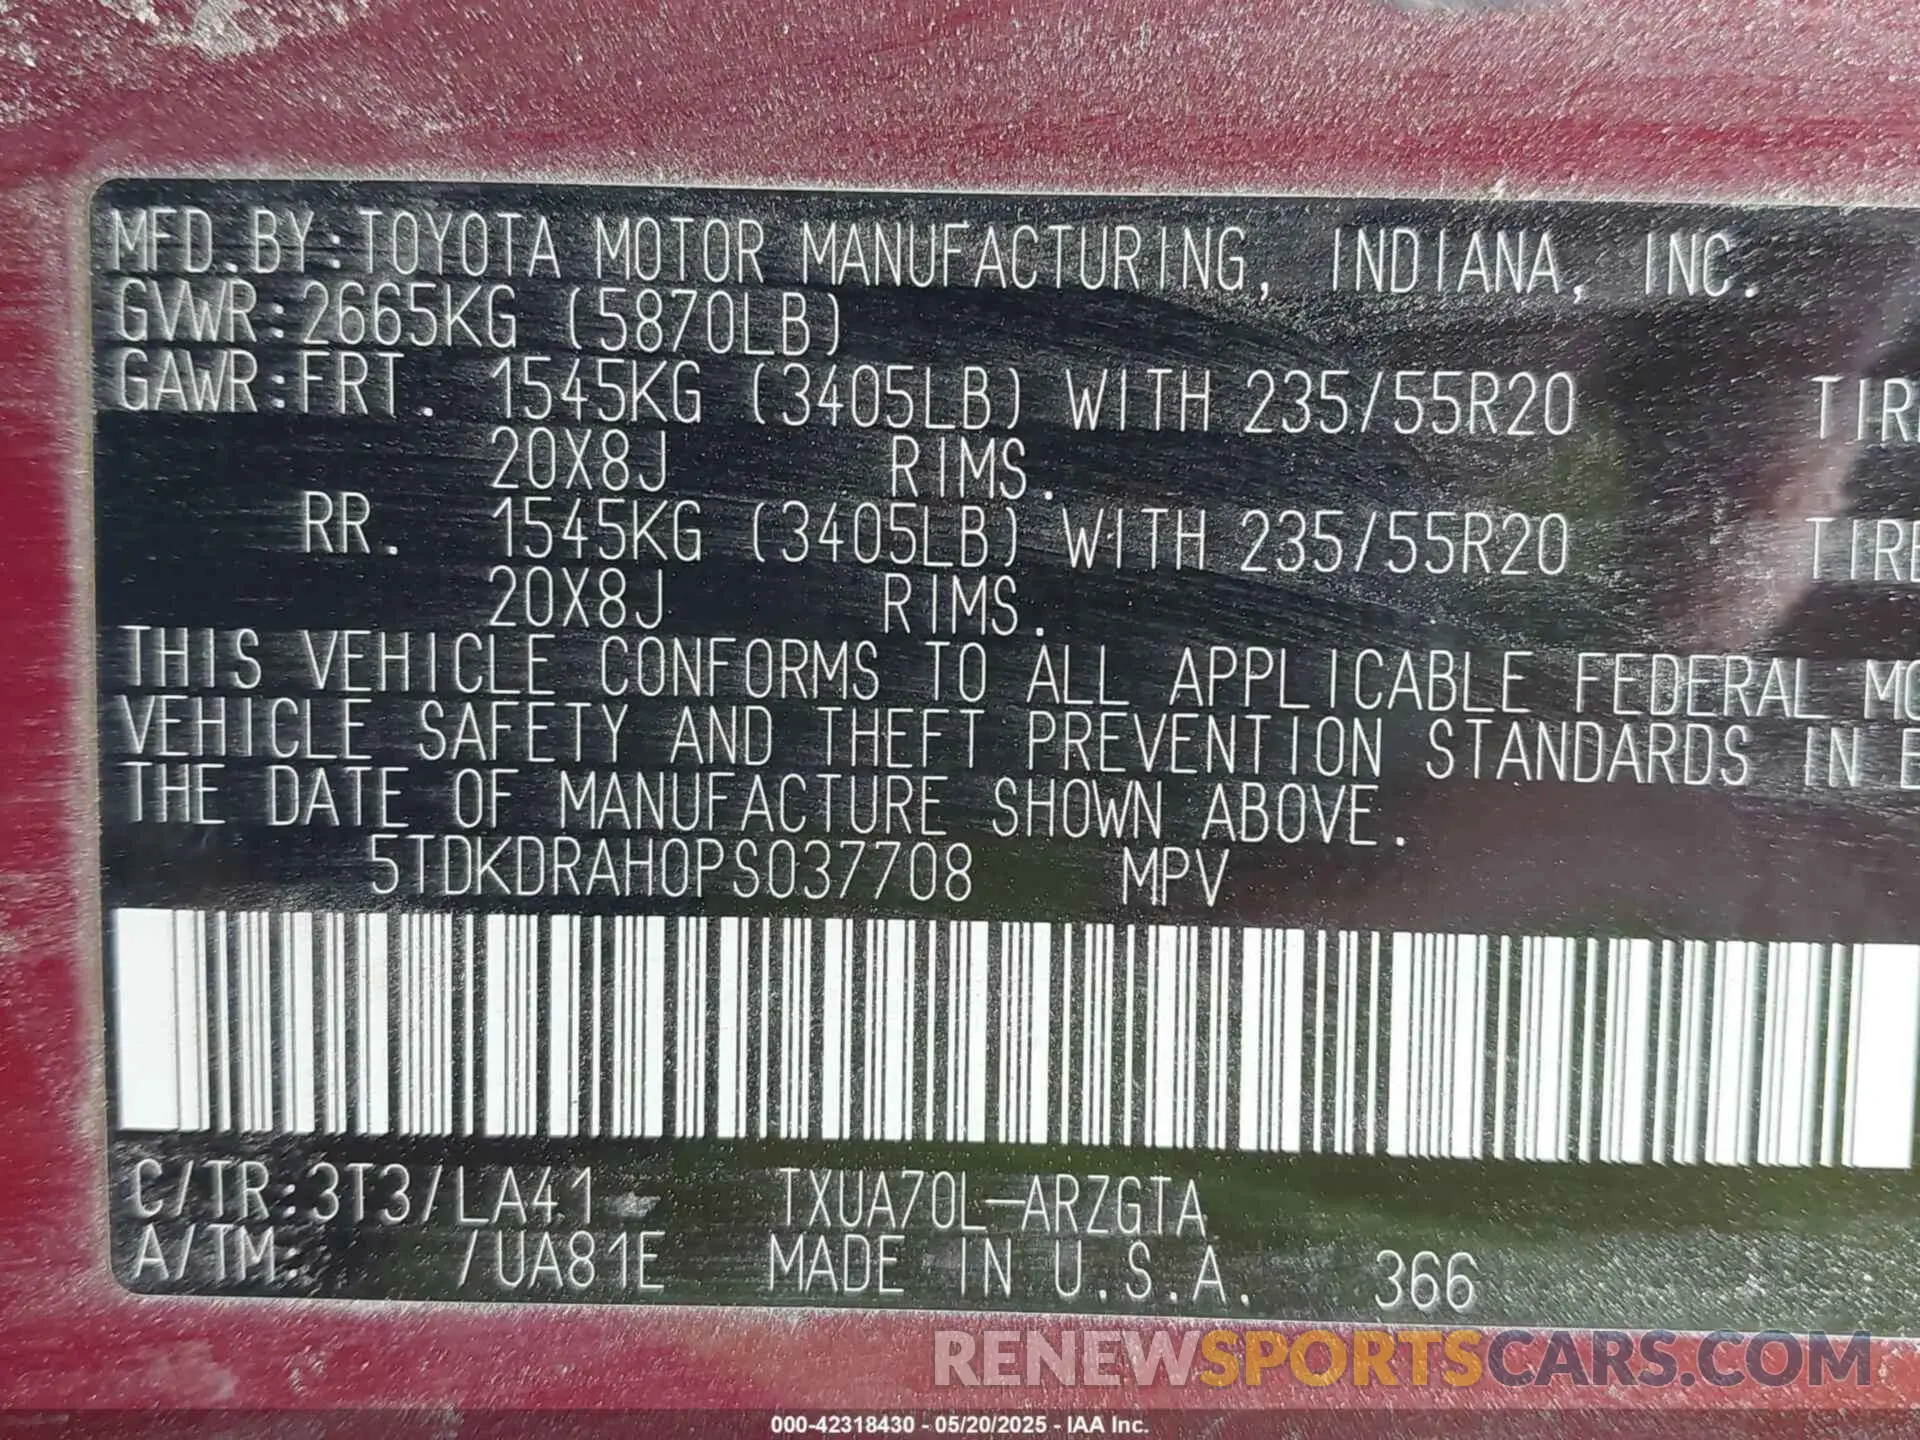 MFD.BY:TOYOTA MOTOR MANUFACTURING, INDIANA, INC.
GVWR:2665KG (5870LB)
GAWR:FRT. 1545KG (3405LB) WITH 235/55R20 TIR
20X8J RIMS.
RR. 1545KG (3405LB) WITH 235/55R20 TIRE
20X8J RIMS.
THIS VEHICLE CONFORMS TO ALL APPLICABLE FEDERAL MO
VEHICLE SAFETY AND THEFT PREVENTION STANDARDS IN E
THE DATE OF MANUFACTURE SHOWN ABOVE.
5TDKDRAH0PS037708 MPV
C/TR:3T3/LA41 TXUA70L-ARZGTA
A/TM: /UA81E MADE IN U.S.A. 366
RENEWSPORTSCARS.COM
000-42318430 - 05/20/2025 - IAA Inc.